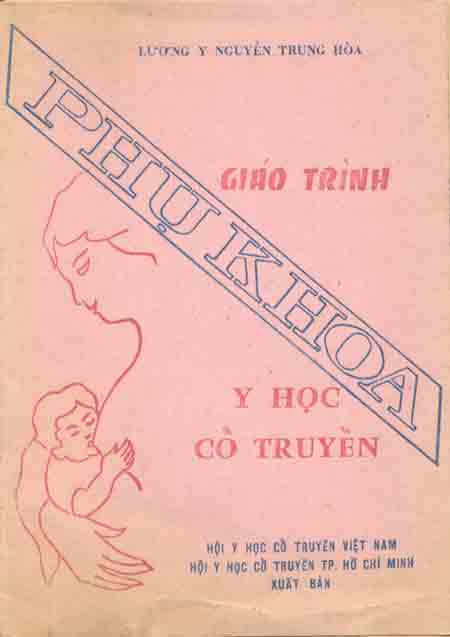 LƯƠNG Y NGUYỄN TRUNG HÒA
PHỤ KHOA
GIÁO TRÌNH
Y HỌC
CỔ TRUYỀN
HỘI Y HỌC CỔ TRUYỀN VIỆT NAM
HỘI Y HỌC CỔ TRUYỀN TP. HỒ CHÍ MINH
XUẤT BẢN